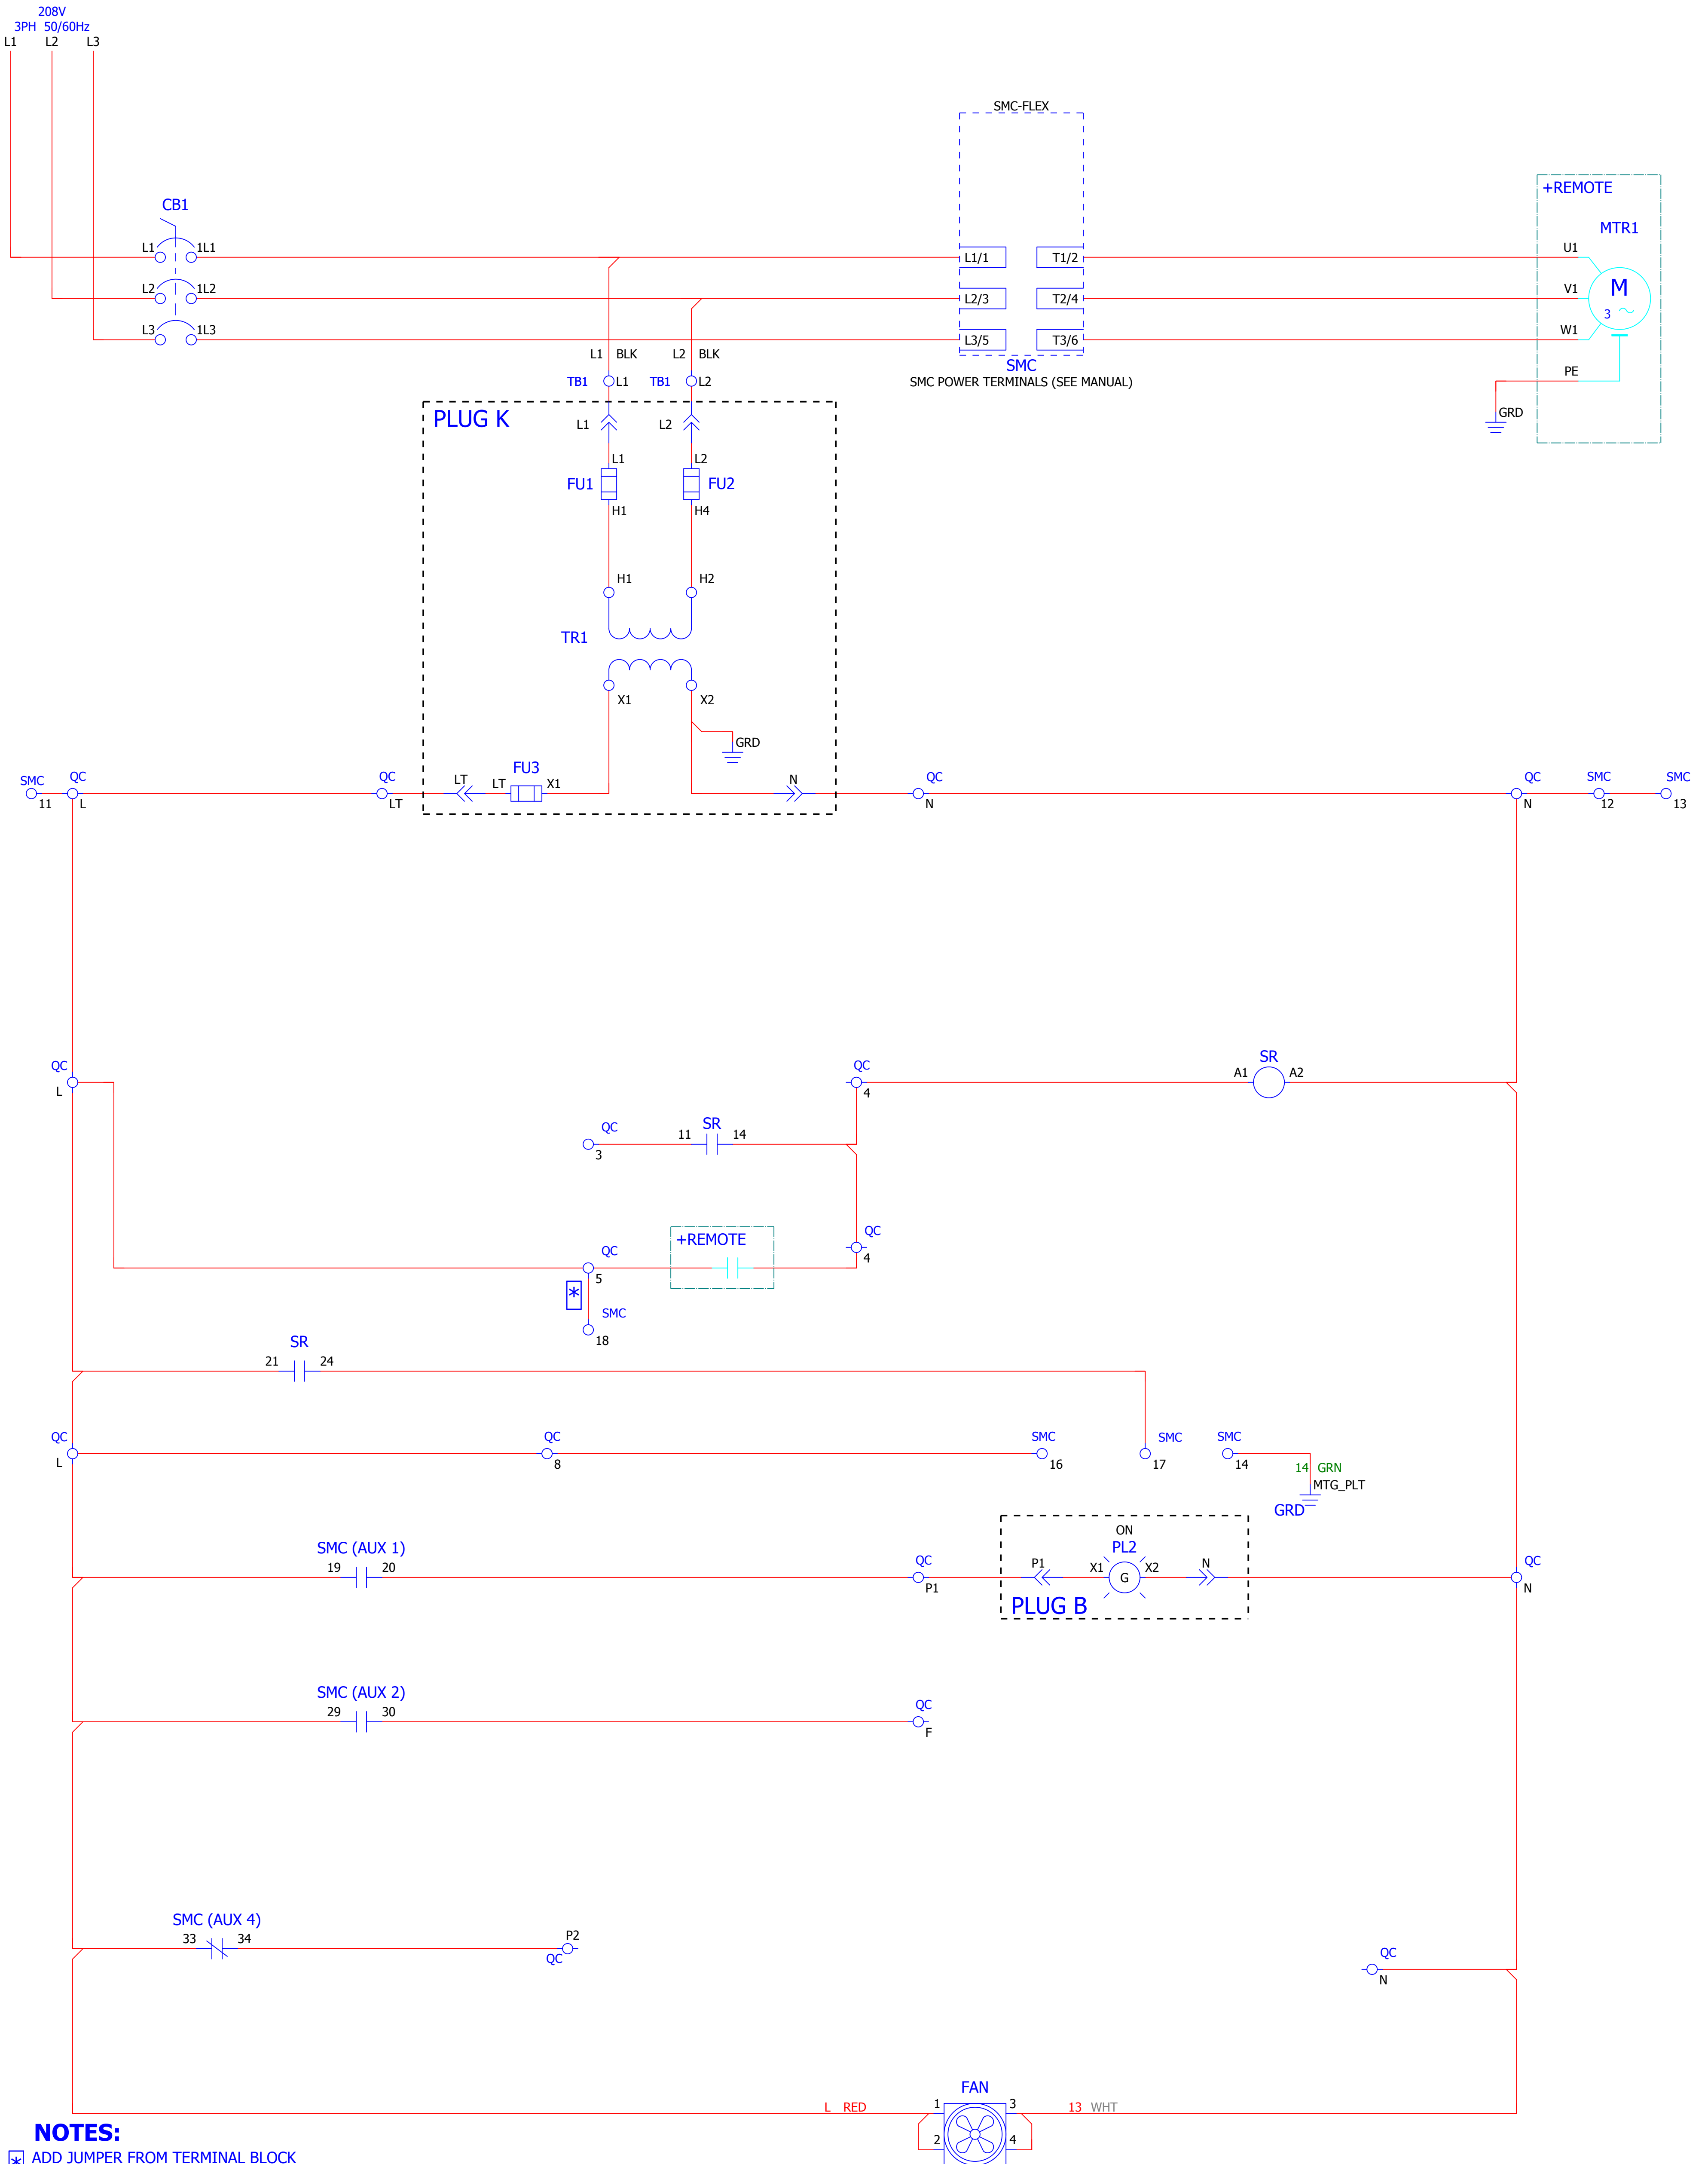 208V
3PH 50/60Hz
L1 L2 L3
SMC-FLEX
+REMOTE
CB1
MTR1
L1 1L1 L1/1 T1/2 U1
L2 1L2 L2/3 T2/4 V1
M
3
L3 1L3 L3/5 T3/6 W1
L1 BLK L2 BLK
SMC
SMC POWER TERMINALS (SEE MANUAL)
PE
TB1 L1 TB1 L2
GRD
PLUG K
L1 L2
L1 L2
FU1 FU2
H1 H4
H1 H2
TR1
X1 X2
GRD
SMC QC QC LT LT FU3 X1 N QC QC SMC SMC
11 L LT N N 12 13
QC QC SR
L 4 A1 A2
QC SR
3 11 14
QC
4
QC +REMOTE
5
*
SMC
18
SR
21 24
QC QC SMC SMC SMC
L 8 16 17 14
14 GRN
MTG_PLT
GRD
ON
SMC (AUX 1) QC PL2 QC
19 20 P1 P1 X1 G X2 N N
PLUG B
SMC (AUX 2) QC
29 30 F
SMC (AUX 4)
33 34 P2
QC
QC
N
FAN
L RED 1 3 13 WHT
2 4
NOTES:
* ADD JUMPER FROM TERMINAL BLOCK